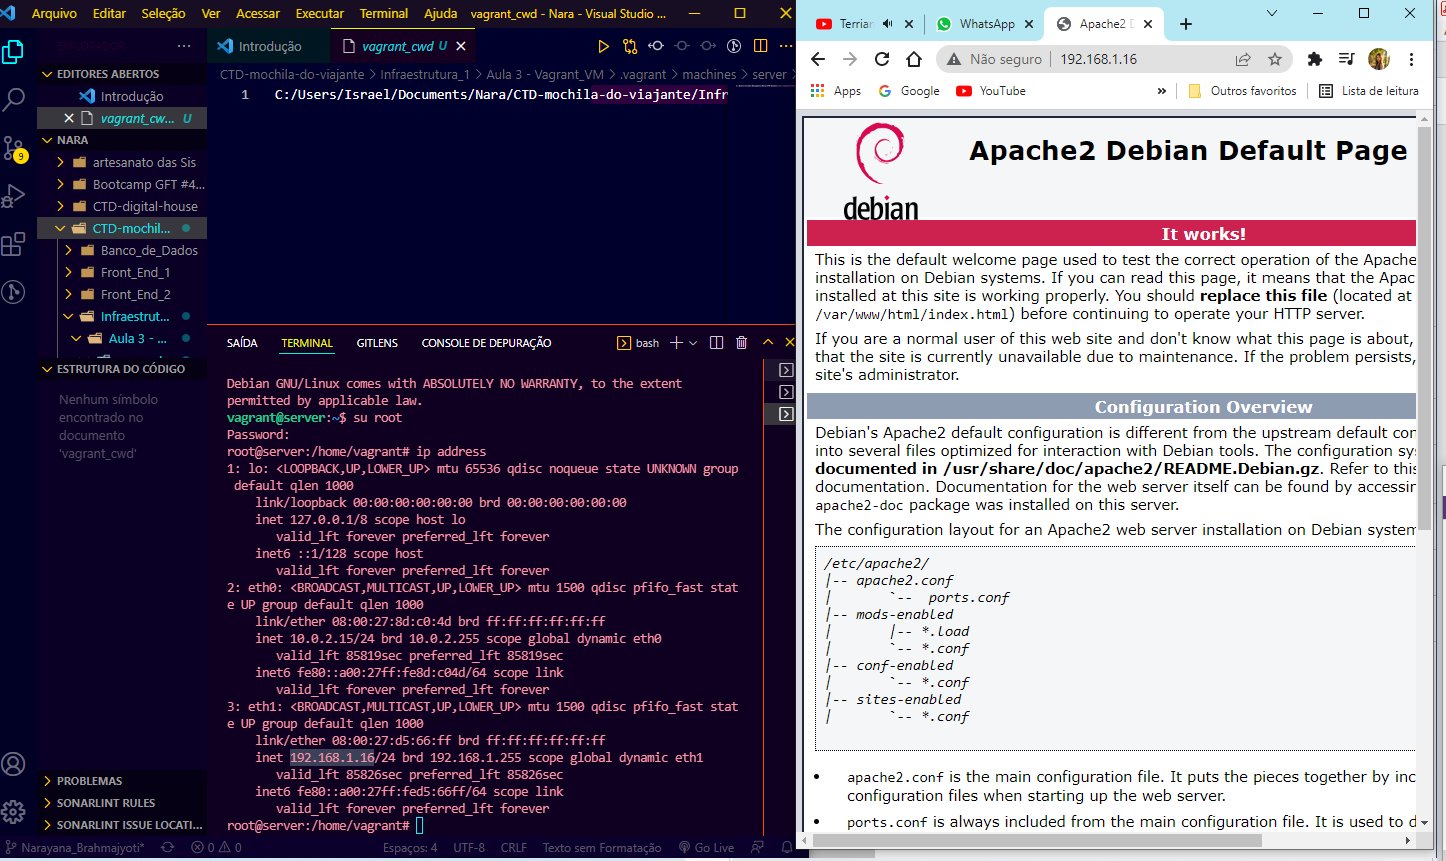 Arquivo Editar Seleção Ver Acessar Executar Terminal Ajuda vagrant_cwd - Nara - Visual Studio ...
EXPLORADOR ...
EDITORES ABERTOS
Introdução
vagrant_cw... U
NARA
artesanato das Sis
Bootcamp GFT #4...
CTD-digital-house
CTD-mochil...
Banco_de_Dados
Front_End_1
Front_End_2
Infraestrut...
Aula 3 - ...
ESTRUTURA DO CÓDIGO
Nenhum símbolo
encontrado no
documento
'vagrant_cwd'
PROBLEMAS
SONARLINT RULES
SONARLINT ISSUE LOCATI...
9
Introdução
vagrant_cwd U
CTD-mochila-do-viajante > Infraestrutura_1 > Aula 3 - Vagrant_VM > .vagrant > machines > server >
1 C:/Users/Israel/Documents/Nara/CTD-mochila-do-viajante/Infr
SAÍDA TERMINAL GITLENS CONSOLE DE DEPURAÇÃO bash
Debian GNU/Linux comes with ABSOLUTELY NO WARRANTY, to the extent
permitted by applicable law.
vagrant@server:~$ su root
Password:
root@server:/home/vagrant# ip address
1: lo: <LOOPBACK,UP,LOWER_UP> mtu 65536 qdisc noqueue state UNKNOWN group
default qlen 1000
link/loopback 00:00:00:00:00:00 brd 00:00:00:00:00:00
inet 127.0.0.1/8 scope host lo
valid_lft forever preferred_lft forever
inet6 ::1/128 scope host
valid_lft forever preferred_lft forever
2: eth0: <BROADCAST,MULTICAST,UP,LOWER_UP> mtu 1500 qdisc pfifo_fast stat
e UP group default qlen 1000
link/ether 08:00:27:8d:c0:4d brd ff:ff:ff:ff:ff:ff
inet 10.0.2.15/24 brd 10.0.2.255 scope global dynamic eth0
valid_lft 85819sec preferred_lft 85819sec
inet6 fe80::a00:27ff:fe8d:c04d/64 scope link
valid_lft forever preferred_lft forever
3: eth1: <BROADCAST,MULTICAST,UP,LOWER_UP> mtu 1500 qdisc pfifo_fast stat
e UP group default qlen 1000
link/ether 08:00:27:d5:66:ff brd ff:ff:ff:ff:ff:ff
inet 192.168.1.16/24 brd 192.168.1.255 scope global dynamic eth1
valid_lft 85826sec preferred_lft 85826sec
inet6 fe80::a00:27ff:fed5:66ff/64 scope link
valid_lft forever preferred_lft forever
root@server:/home/vagrant#
Narayana_Brahmajyoti* 0 0 Espaços: 4 UTF-8 CRLF Texto sem Formatação Go Live
Terrar WhatsApp Apache2 D
Não seguro 192.168.1.16
Apps Google YouTube » Outros favoritos Lista de leitura
debian
Apache2 Debian Default Page
It works!
This is the default welcome page used to test the correct operation of the Apache
installation on Debian systems. If you can read this page, it means that the Apac
installed at this site is working properly. You should replace this file (located at
/var/www/html/index.html) before continuing to operate your HTTP server.
If you are a normal user of this web site and don't know what this page is about,
that the site is currently unavailable due to maintenance. If the problem persists,
site's administrator.
Configuration Overview
Debian's Apache2 default configuration is different from the upstream default con
into several files optimized for interaction with Debian tools. The configuration sy
documented in /usr/share/doc/apache2/README.Debian.gz. Refer to this
documentation. Documentation for the web server itself can be found by accessin
apache2-doc package was installed on this server.
The configuration layout for an Apache2 web server installation on Debian system
/etc/apache2/
|-- apache2.conf
| `-- ports.conf
|-- mods-enabled
| |-- *.load
| `-- *.conf
|-- conf-enabled
| `-- *.conf
|-- sites-enabled
| `-- *.conf
• apache2.conf is the main configuration file. It puts the pieces together by inc
configuration files when starting up the web server.
• ports.conf is always included from the main configuration file. It is used to d